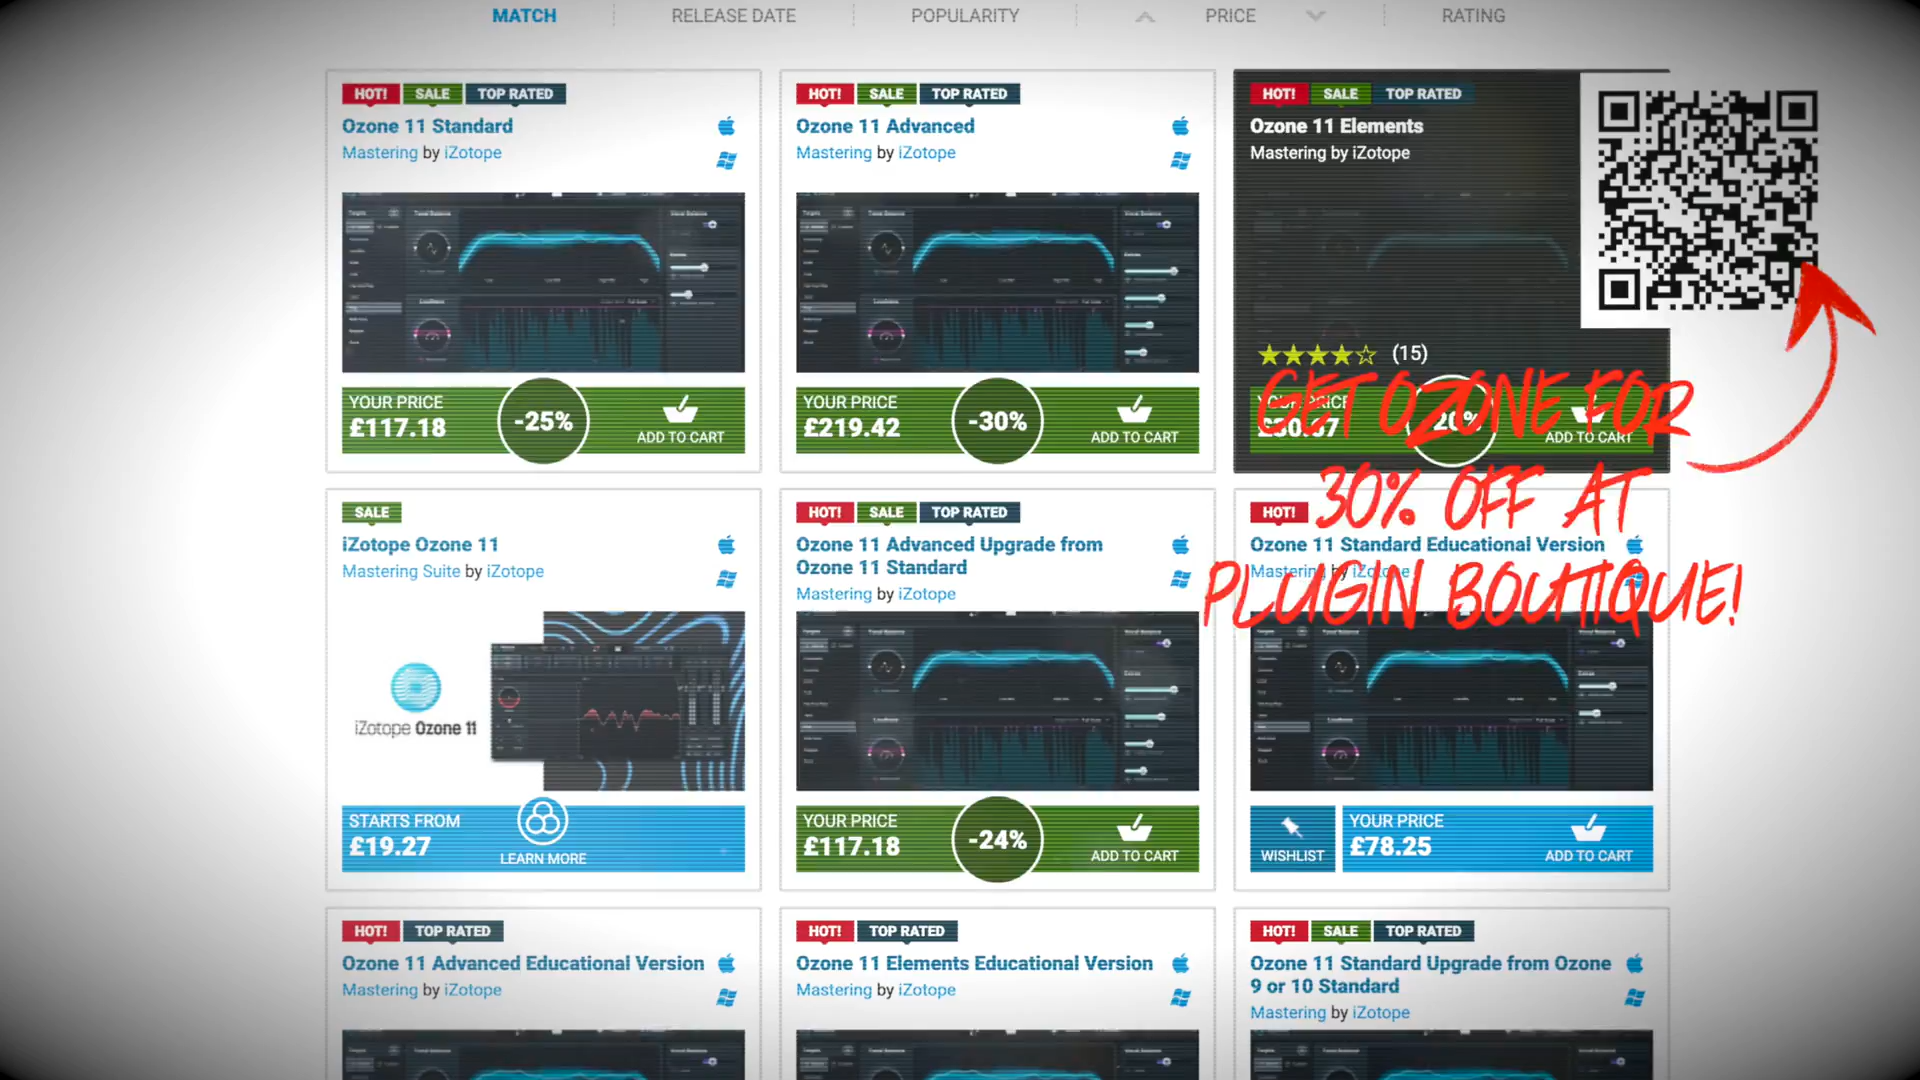 MATCH
RELEASE DATE
POPULARITY
PRICE
RATING
HOT! SALE TOP RATED
Ozone 11 Standard
Mastering by iZotope
YOUR PRICE
£117.18
-25%
ADD TO CART
HOT! SALE TOP RATED
Ozone 11 Advanced
Mastering by iZotope
YOUR PRICE
£219.42
-30%
ADD TO CART
HOT! SALE TOP RATED
Ozone 11 Elements
Mastering by iZotope
(15)
YOUR PRICE
ADD TO CART
GET OZONE FOR
30% OFF AT
PLUGIN BOUTIQUE!
SALE
iZotope Ozone 11
Mastering Suite by iZotope
iZotope Ozone 11
STARTS FROM
£19.27
LEARN MORE
HOT! SALE TOP RATED
Ozone 11 Advanced Upgrade from
Ozone 11 Standard
Mastering by iZotope
YOUR PRICE
£117.18
-24%
ADD TO CART
HOT!
Ozone 11 Standard Educational Version
Mastering by iZotope
WISHLIST
YOUR PRICE
£78.25
ADD TO CART
HOT! TOP RATED
Ozone 11 Advanced Educational Version
Mastering by iZotope
HOT! TOP RATED
Ozone 11 Elements Educational Version
Mastering by iZotope
HOT! SALE TOP RATED
Ozone 11 Standard Upgrade from Ozone
9 or 10 Standard
Mastering by iZotope